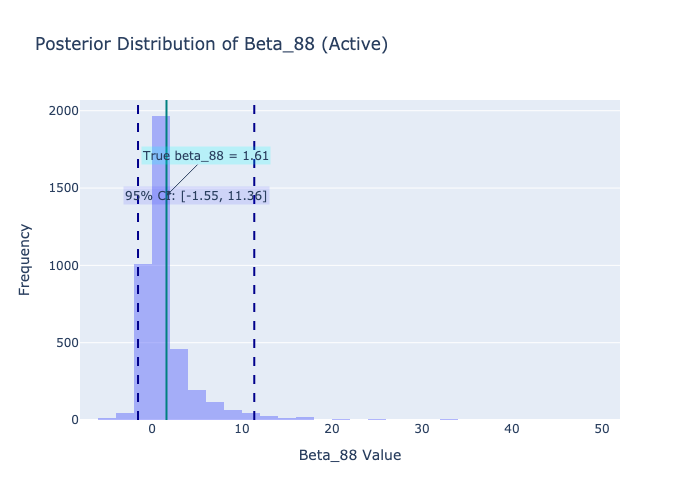 Posterior Distribution of Beta_88 (Active)
2000
True beta_88 = 1.61
1500
95% CI: [-1.55, 11.36]
Frequency
1000
500
0
0 10 20 30 40 50
Beta_88 Value